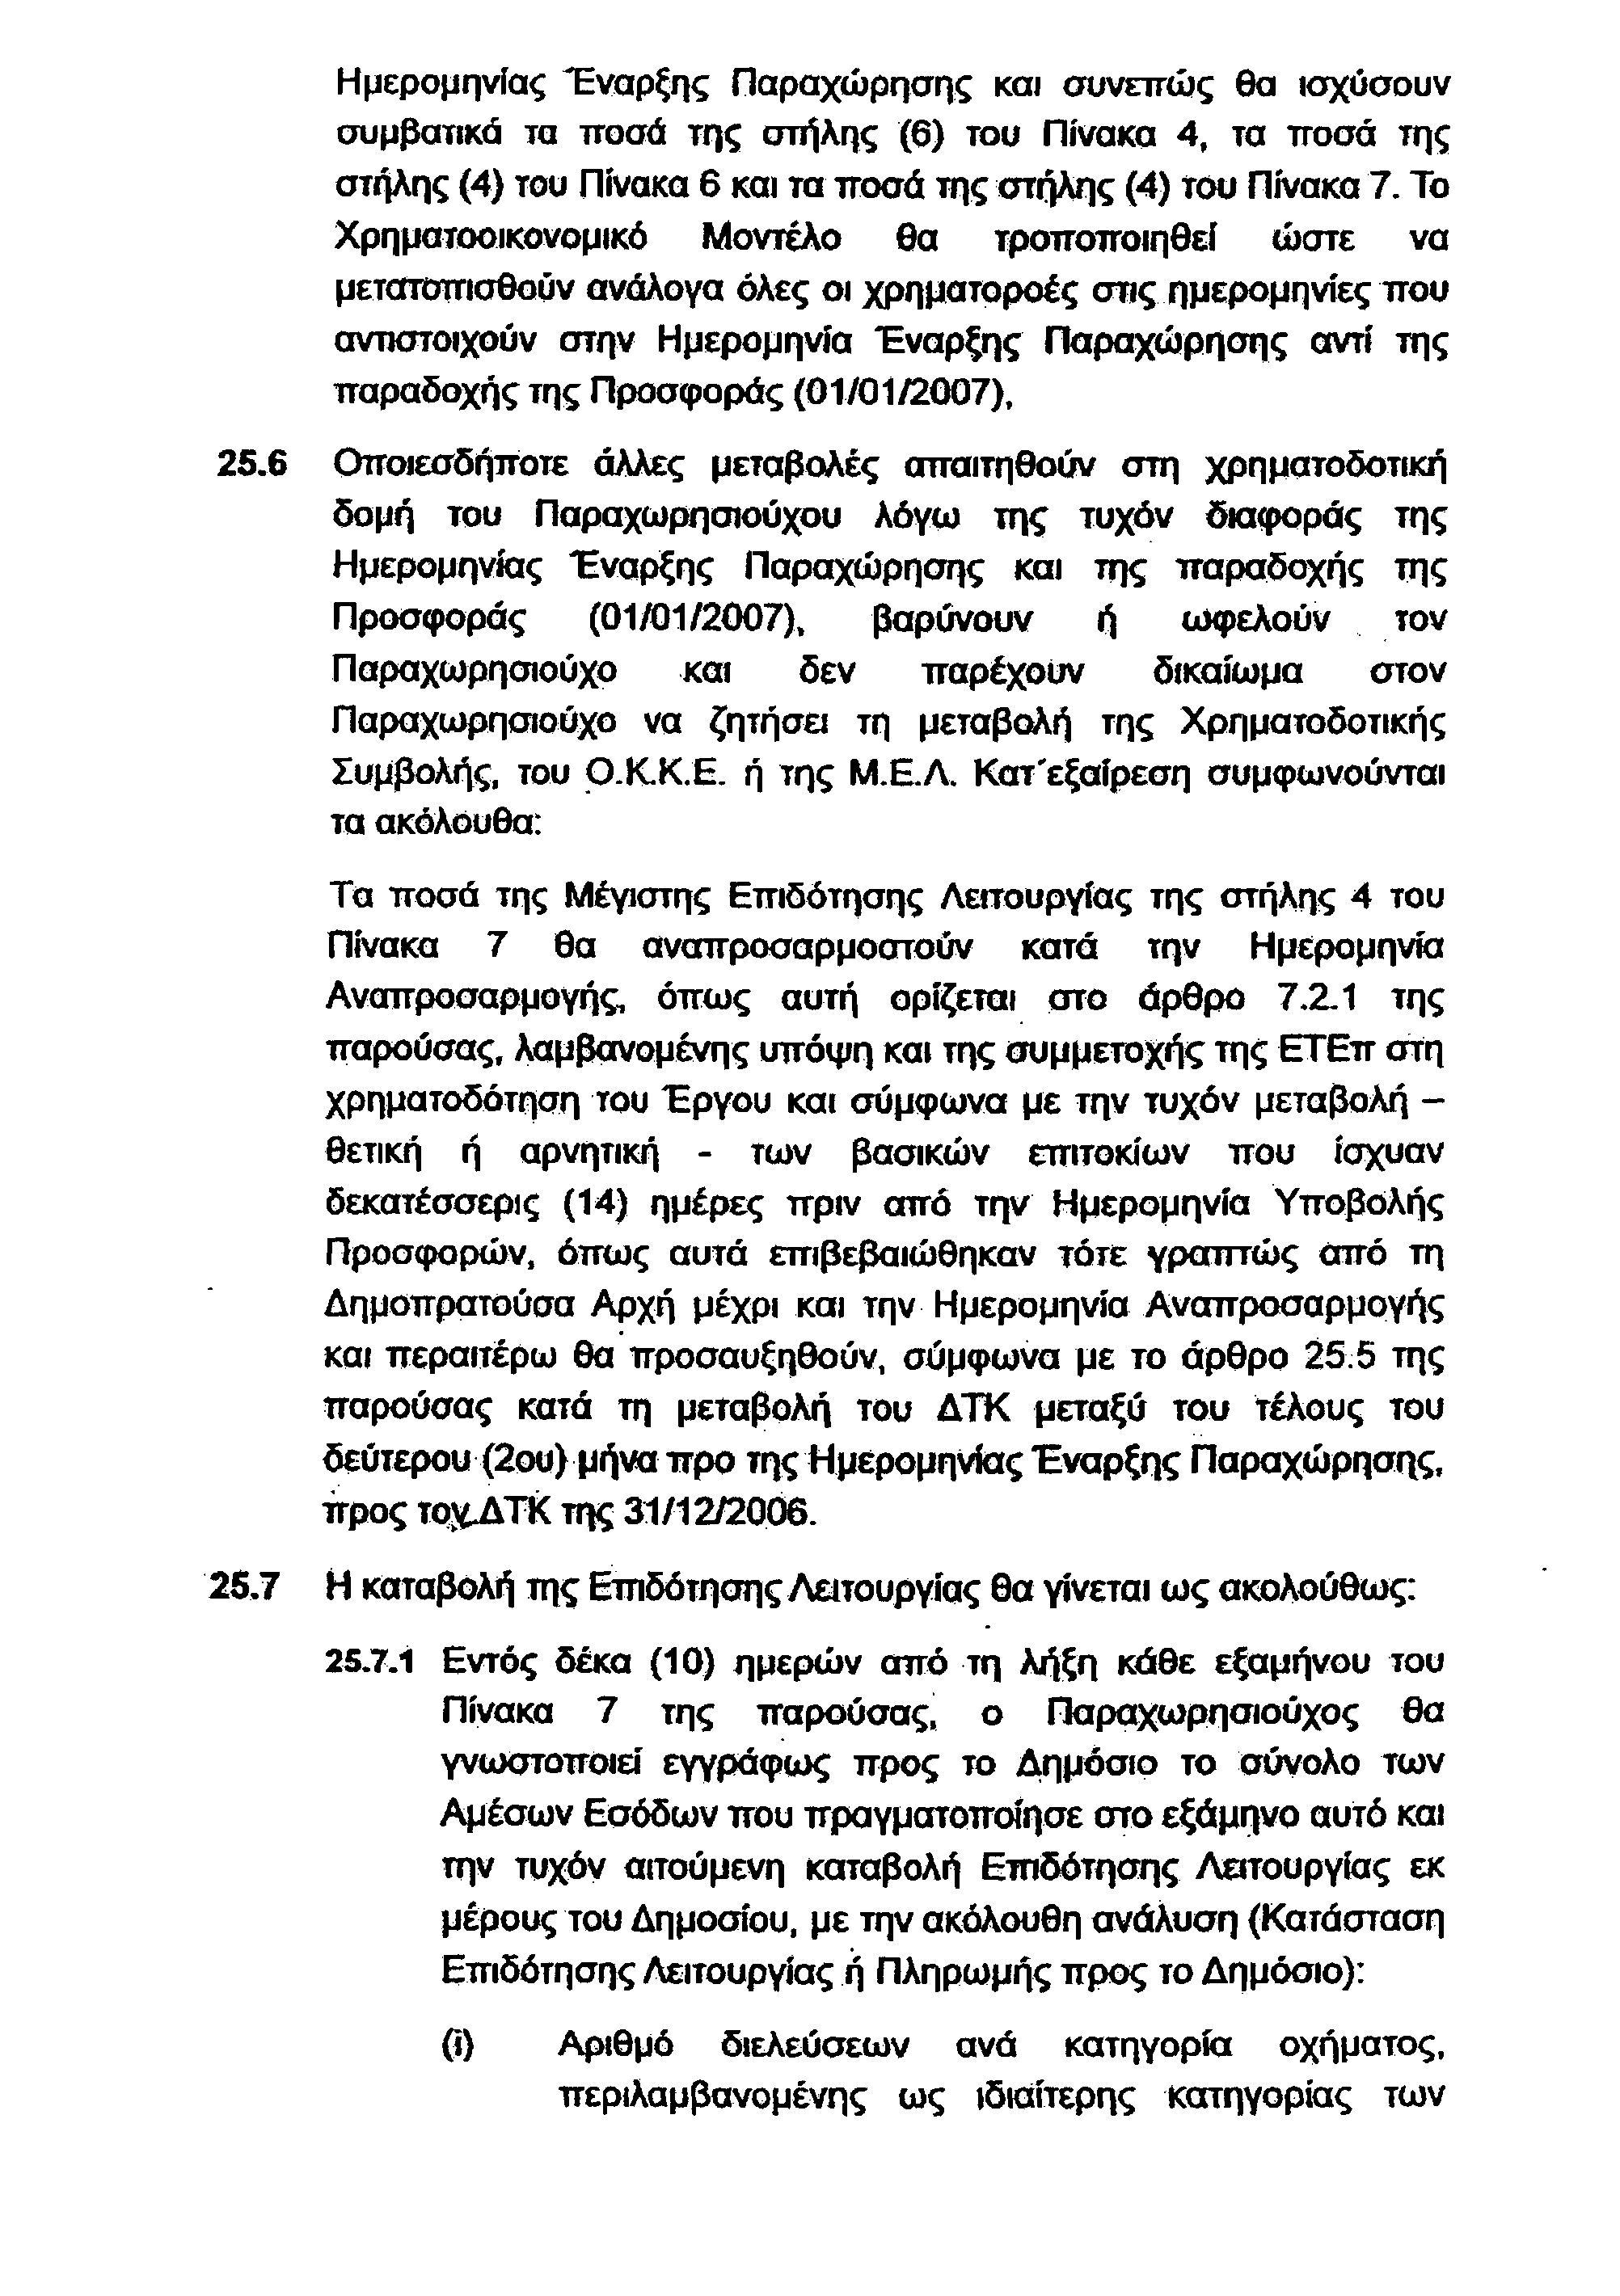 Ημερομηνίας Έναρξης Παραχώρησης και συνεπώς θα ισχύσουν
συμβατικά τα ποσά της στήλης (6) του Πίνακα 4, τα ποσά της
στήλης (4) του Πίνακα 6 και τα ποσά της στήλης (4) του Πίνακα 7. Το
Χρηματοοικονομικό Μοντέλο θα τροποποιηθεί ώστε να
μετατοπισθούν ανάλογα όλες οι χρηματοροές στις ημερομηνίες που
αντιστοιχούν στην Ημερομηνία Έναρξης Παραχώρησης αντί της
παραδοχής της Προσφοράς (01/01/2007),
25.6 Οποιεσδήποτε άλλες μεταβολές απαιτηθούν στη χρηματοδοτική
δομή του Παραχωρησιούχου λόγω της τυχόν διαφοράς της
Ημερομηνίας Έναρξης Παραχώρησης και της παραδοχής της
Προσφοράς (01/01/2007), βαρύνουν ή ωφελούν τον
Παραχωρησιούχο και δεν παρέχουν δικαίωμα στον
Παραχωρησιούχο να ζητήσει τη μεταβολή της Χρηματοδοτικής
Συμβολής, του Ο.Κ.Κ.Ε. ή της Μ.Ε.Λ. Κατ'εξαίρεση συμφωνούνται
τα ακόλουθα:
Τα ποσά της Μέγιστης Επιδότησης Λειτουργίας της στήλης 4 του
Πίνακα 7 θα αναπροσαρμοστούν κατά την Ημερομηνία
Αναπροσαρμογής, όπως αυτή ορίζεται στο άρθρο 7.2.1 της
παρούσας, λαμβανομένης υπόψη και της συμμετοχής της ΕΤΕπ στη
χρηματοδότηση του Έργου και σύμφωνα με την τυχόν μεταβολή –
θετική ή αρνητική - των βασικών επιτοκίων που ίσχυαν
δεκατέσσερις (14) ημέρες πριν από την Ημερομηνία Υποβολής
Προσφορών, όπως αυτά επιβεβαιώθηκαν τότε γραπτώς από τη
Δημοπρατούσα Αρχή μέχρι και την Ημερομηνία Αναπροσαρμογής
και περαιτέρω θα προσαυξηθούν, σύμφωνα με το άρθρο 25.5 της
παρούσας κατά τη μεταβολή του ΔΤΚ μεταξύ του τέλους του
δεύτερου (2ου) μήνα προ της Ημερομηνίας Έναρξης Παραχώρησης,
προς τον ΔΤΚ της 31/12/2006.
25.7 Η καταβολή της Επιδότησης Λειτουργίας θα γίνεται ως ακολούθως:
25.7.1 Εντός δέκα (10) ημερών από τη λήξη κάθε εξαμήνου του
Πίνακα 7 της παρούσας, ο Παραχωρησιούχος θα
γνωστοποιεί εγγράφως προς το Δημόσιο το σύνολο των
Αμέσων Εσόδων που πραγματοποίησε στο εξάμηνο αυτό και
την τυχόν αιτούμενη καταβολή Επιδότησης Λειτουργίας εκ
μέρους του Δημοσίου, με την ακόλουθη ανάλυση (Κατάσταση
Επιδότησης Λειτουργίας ή Πληρωμής προς το Δημόσιο):
(i) Αριθμό διελεύσεων ανά κατηγορία οχήματος,
περιλαμβανομένης ως ιδιαίτερης κατηγορίας των